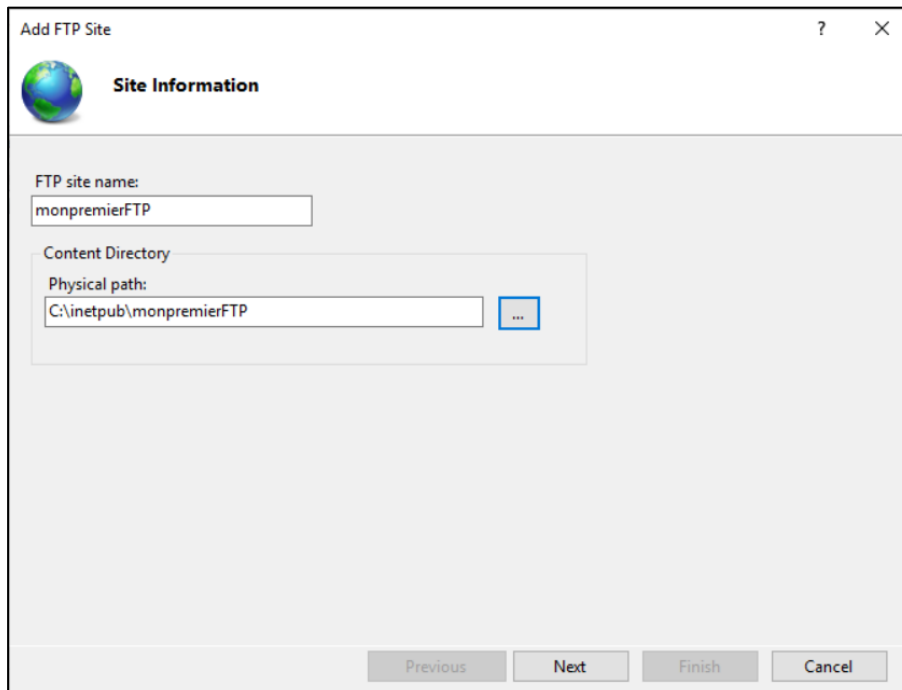 Add FTP Site ?
Site Information
FTP site name:
monpremierFTP
Content Directory
Physical path:
C:\inetpub\monpremierFTP
...
Previous Next Finish Cancel